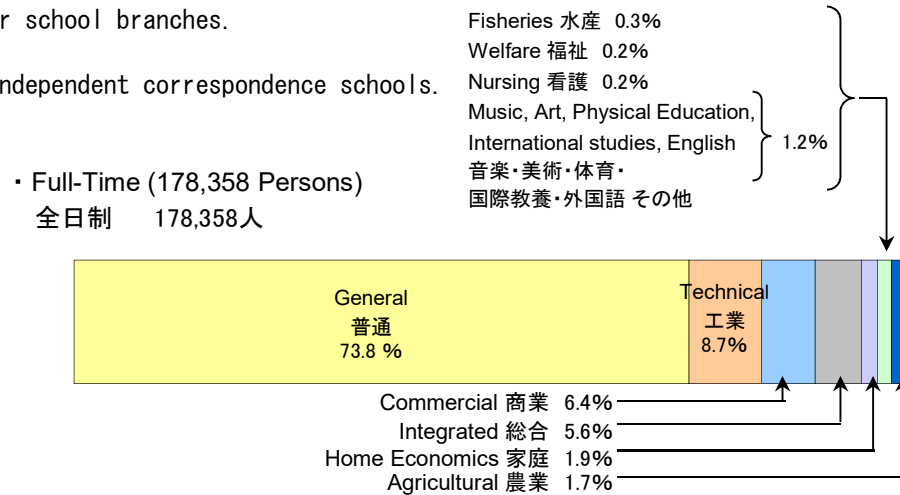 r school branches.
ndependent correspondence schools.
Fisheries 水産 0.3%
Welfare 福祉 0.2%
Nursing 看護 0.2%
Music, Art, Physical Education,
International studies, English
音楽・美術・体育・
国際教養・外国語 その他
1.2%
・Full-Time (178,358 Persons)
全日制 178,358人
General
普通
73.8 %
Technical
工業
8.7%
Commercial 商業 6.4%
Integrated 総合 5.6%
Home Economics 家庭 1.9%
Agricultural 農業 1.7%